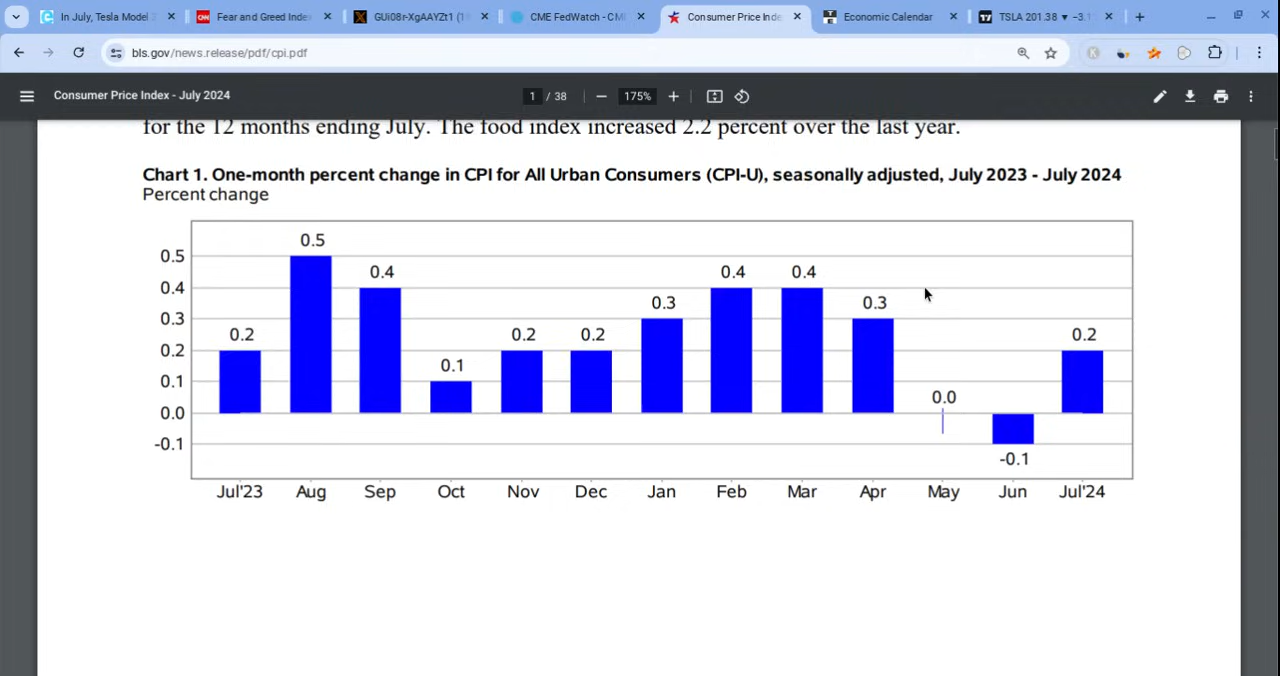 In July, Tesla Model
Fear and Greed Inde
GUi08r-XgAAYZt1 (1
CME FedWatch - CM
Consumer Price Inde
Economic Calendar
TSLA 201.38 ▼ −3.1
bls.gov/news.release/pdf/cpi.pdf
Consumer Price Index - July 2024
1 / 38
175%
for the 12 months ending July. The food index increased 2.2 percent over the last year.
Chart 1. One-month percent change in CPI for All Urban Consumers (CPI-U), seasonally adjusted, July 2023 - July 2024
Percent change
0.5
0.4
0.3
0.2
0.1
0.0
-0.1
0.2 0.5 0.4 0.1 0.2 0.2 0.3 0.4 0.4 0.3 0.0 -0.1 0.2
Jul'23 Aug Sep Oct Nov Dec Jan Feb Mar Apr May Jun Jul'24